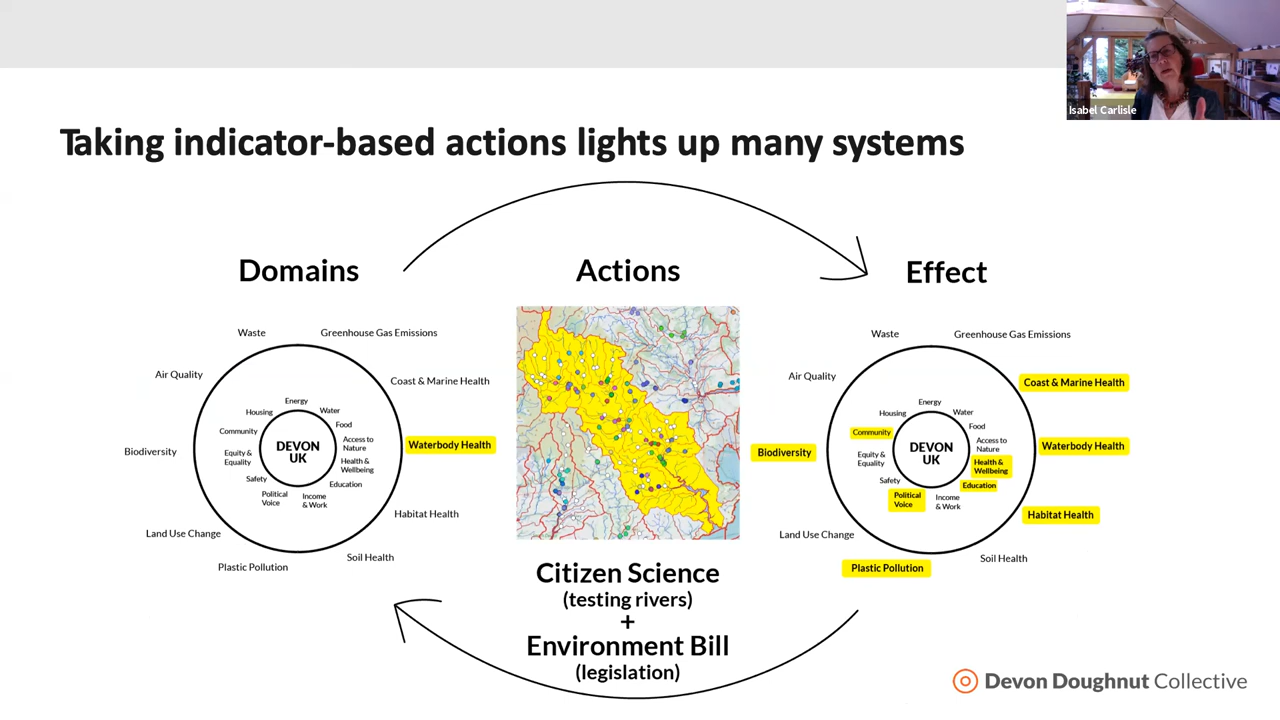 Isabel Carlisle
Taking indicator-based actions lights up many systems
Domains
Actions
Effect
Waste
Greenhouse Gas Emissions
Air Quality
Coast & Marine Health
Energy
Housing
Water
Food
Community
Access to
Nature
DEVON
UK
Waterbody Health
Biodiversity
Equity &
Equality
Health &
Wellbeing
Safety
Education
Political
Voice
Income
& Work
Habitat Health
Land Use Change
Soil Health
Plastic Pollution
Citizen Science
(testing rivers)
+
Environment Bill
(legislation)
Waste
Greenhouse Gas Emissions
Air Quality
Coast & Marine Health
Energy
Housing
Water
Food
Community
Access to
Nature
DEVON
UK
Waterbody Health
Biodiversity
Equity &
Equality
Health &
Wellbeing
Safety
Education
Political
Voice
Income
& Work
Habitat Health
Land Use Change
Soil Health
Plastic Pollution
Devon Doughnut Collective